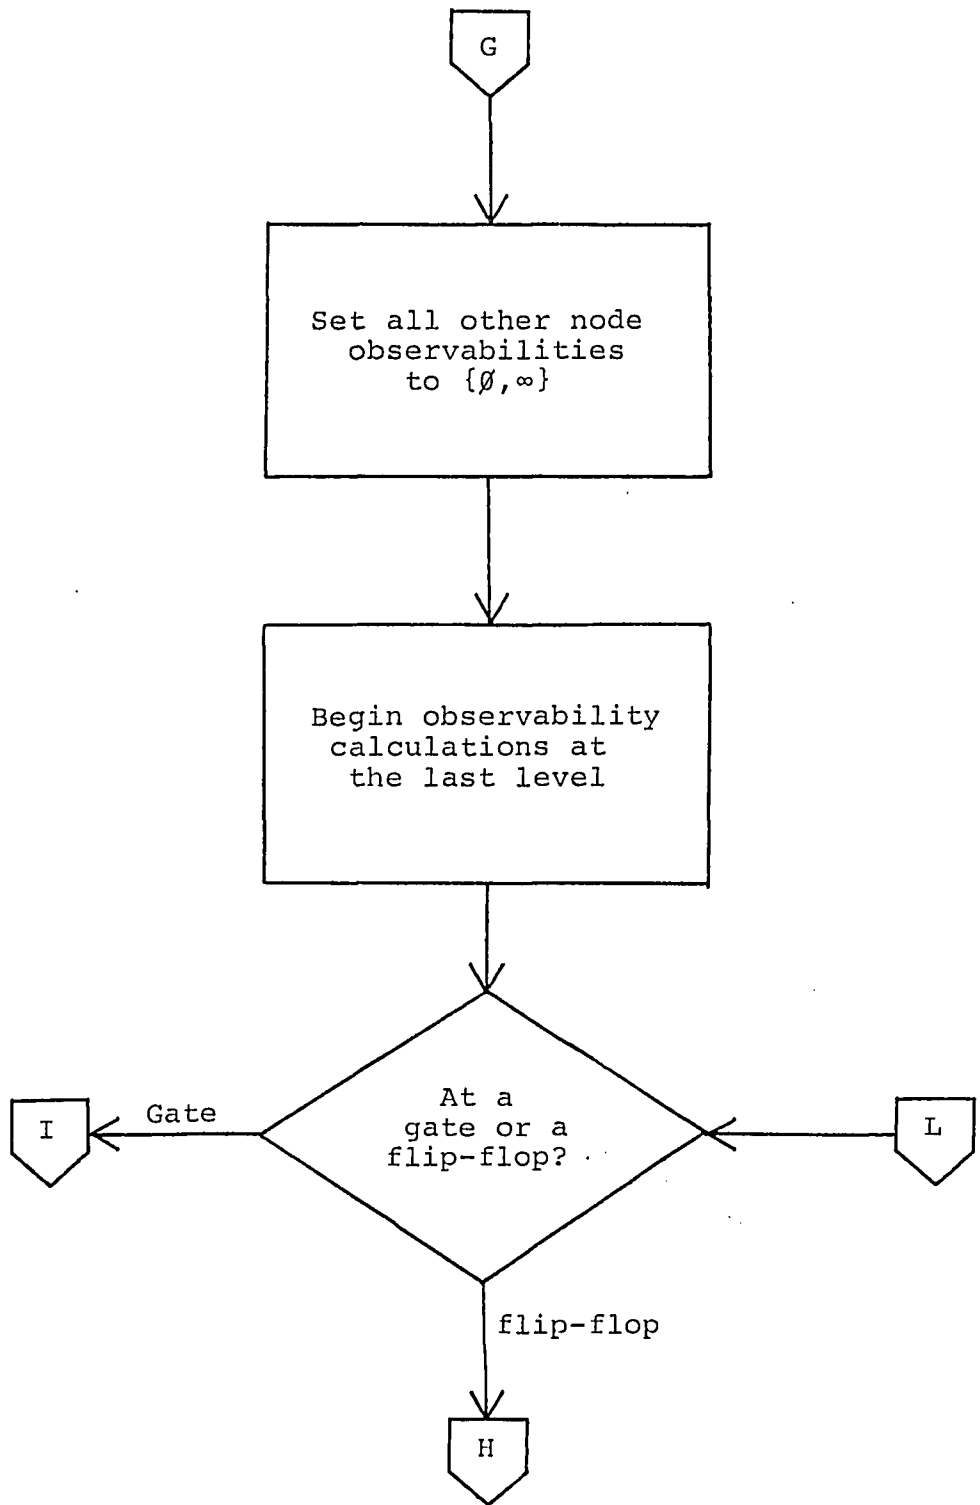 G
Set all other node
observabilities
to {Ø,∞}
Begin observability
calculations at
the last level
At a
gate or a
flip-flop?
Gate
I
L
flip-flop
H